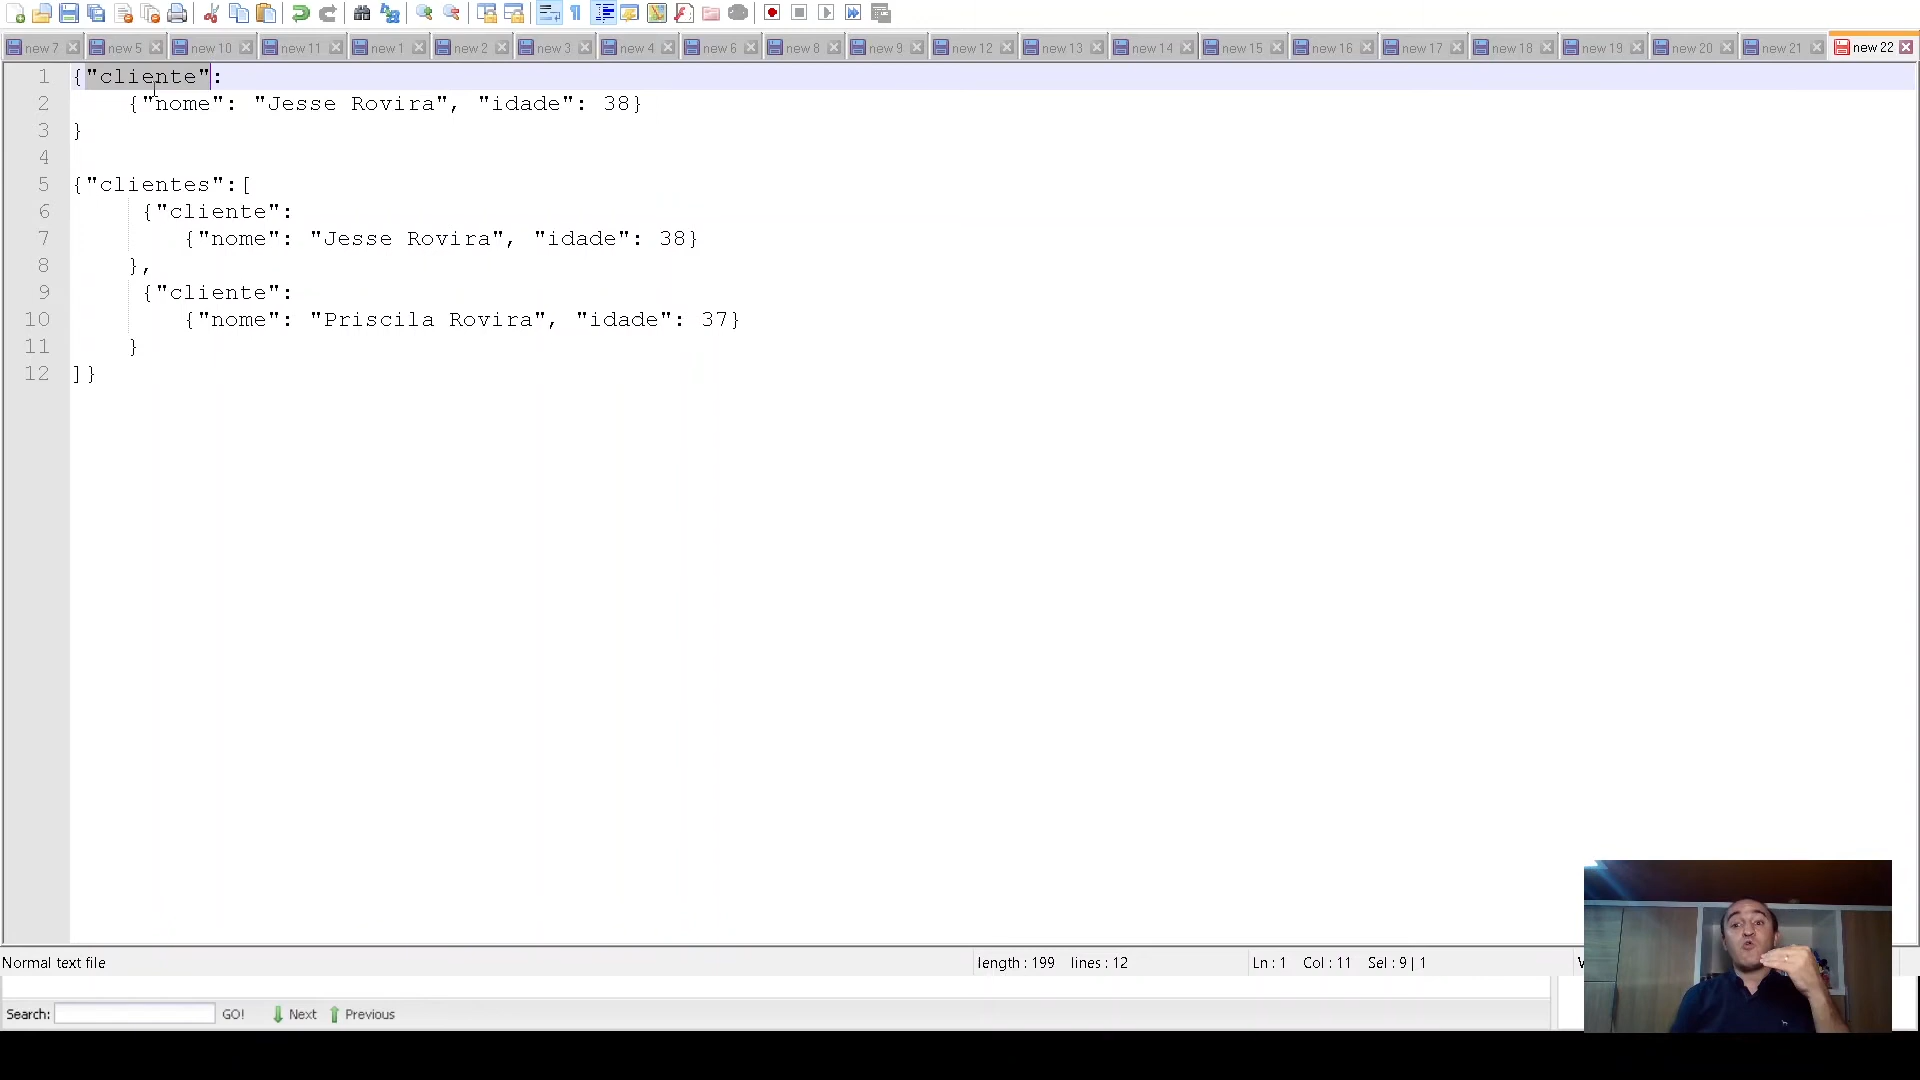 new 7 new 5 new 10 new 11 new 1 new 2 new 3 new 4 new 6 new 8 new 9 new 12 new 13 new 14 new 15 new 16 new 17 new 18 new 19 new 20 new 21 new 22
1 {"cliente":
2 {"nome": "Jesse Rovira", "idade": 38}
3 }
4
5 {"clientes":[
6 {"cliente":
7 {"nome": "Jesse Rovira", "idade": 38}
8 },
9 {"cliente":
10 {"nome": "Priscila Rovira", "idade": 37}
11 }
12 ]}
Normal text file length : 199 lines : 12 Ln : 1 Col : 11 Sel : 9 | 1
Search: GO! Next Previous